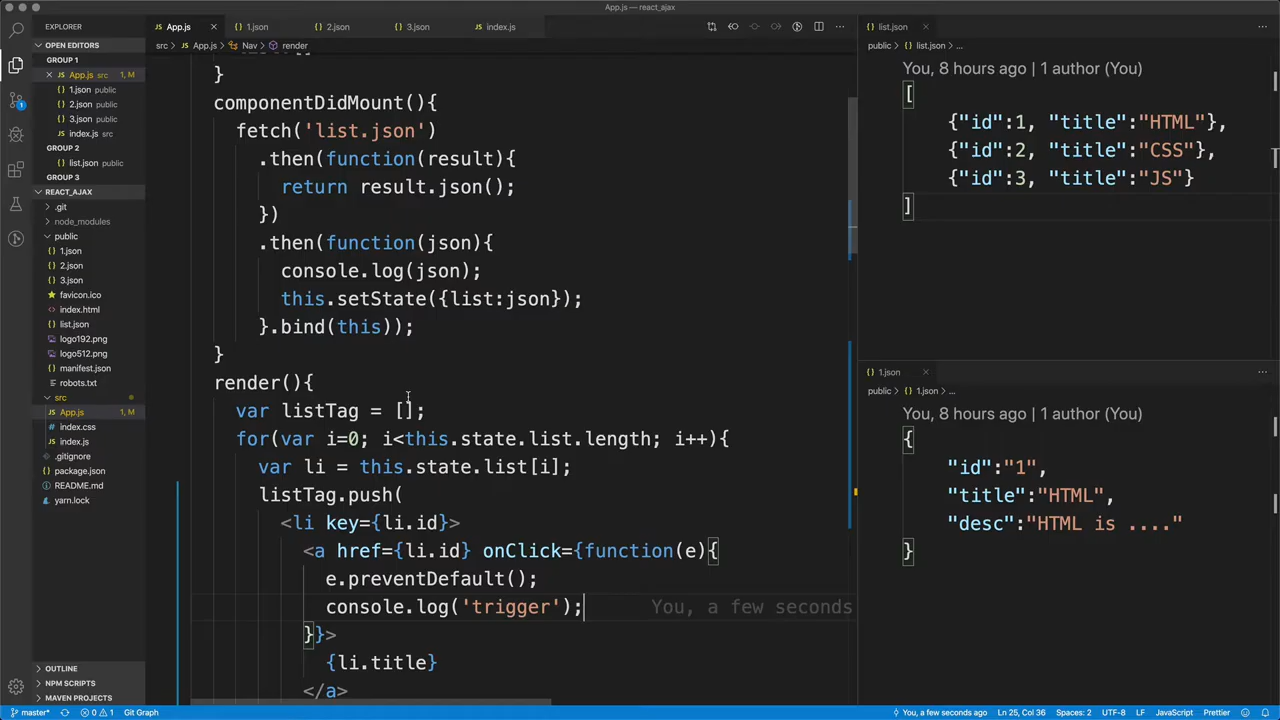 App.js — react_ajax
EXPLORER
OPEN EDITORS
GROUP 1
App.js src 1, M
1.json public
2.json public
3.json public
index.js src
GROUP 2
list.json public
GROUP 3
REACT_AJAX
.git
node_modules
public
1.json
2.json
3.json
favicon.ico
index.html
list.json
logo192.png
logo512.png
manifest.json
robots.txt
src
App.js 1, M
index.css
index.js
.gitignore
package.json
README.md
yarn.lock
OUTLINE
NPM SCRIPTS
MAVEN PROJECTS
App.js
1.json
2.json
3.json
index.js
src > App.js > Nav > render
}
componentDidMount(){
fetch('list.json')
.then(function(result){
return result.json();
})
.then(function(json){
console.log(json);
this.setState({list:json});
}.bind(this));
}
render(){
var listTag = [];
for(var i=0; i<this.state.list.length; i++){
var li = this.state.list[i];
listTag.push(
<li key={li.id}>
<a href={li.id} onClick={function(e){
e.preventDefault();
console.log('trigger'); You, a few seconds
}}>
{li.title}
</a>
list.json
public > list.json > ...
You, 8 hours ago | 1 author (You)
[
{"id":1, "title":"HTML"},
{"id":2, "title":"CSS"},
{"id":3, "title":"JS"}
]
1.json
public > 1.json > ...
You, 8 hours ago | 1 author (You)
{
"id":"1",
"title":"HTML",
"desc":"HTML is ...."
}
master* 0 1 Git Graph You, a few seconds ago Ln 25, Col 36 Spaces: 2 UTF-8 LF JavaScript Prettier